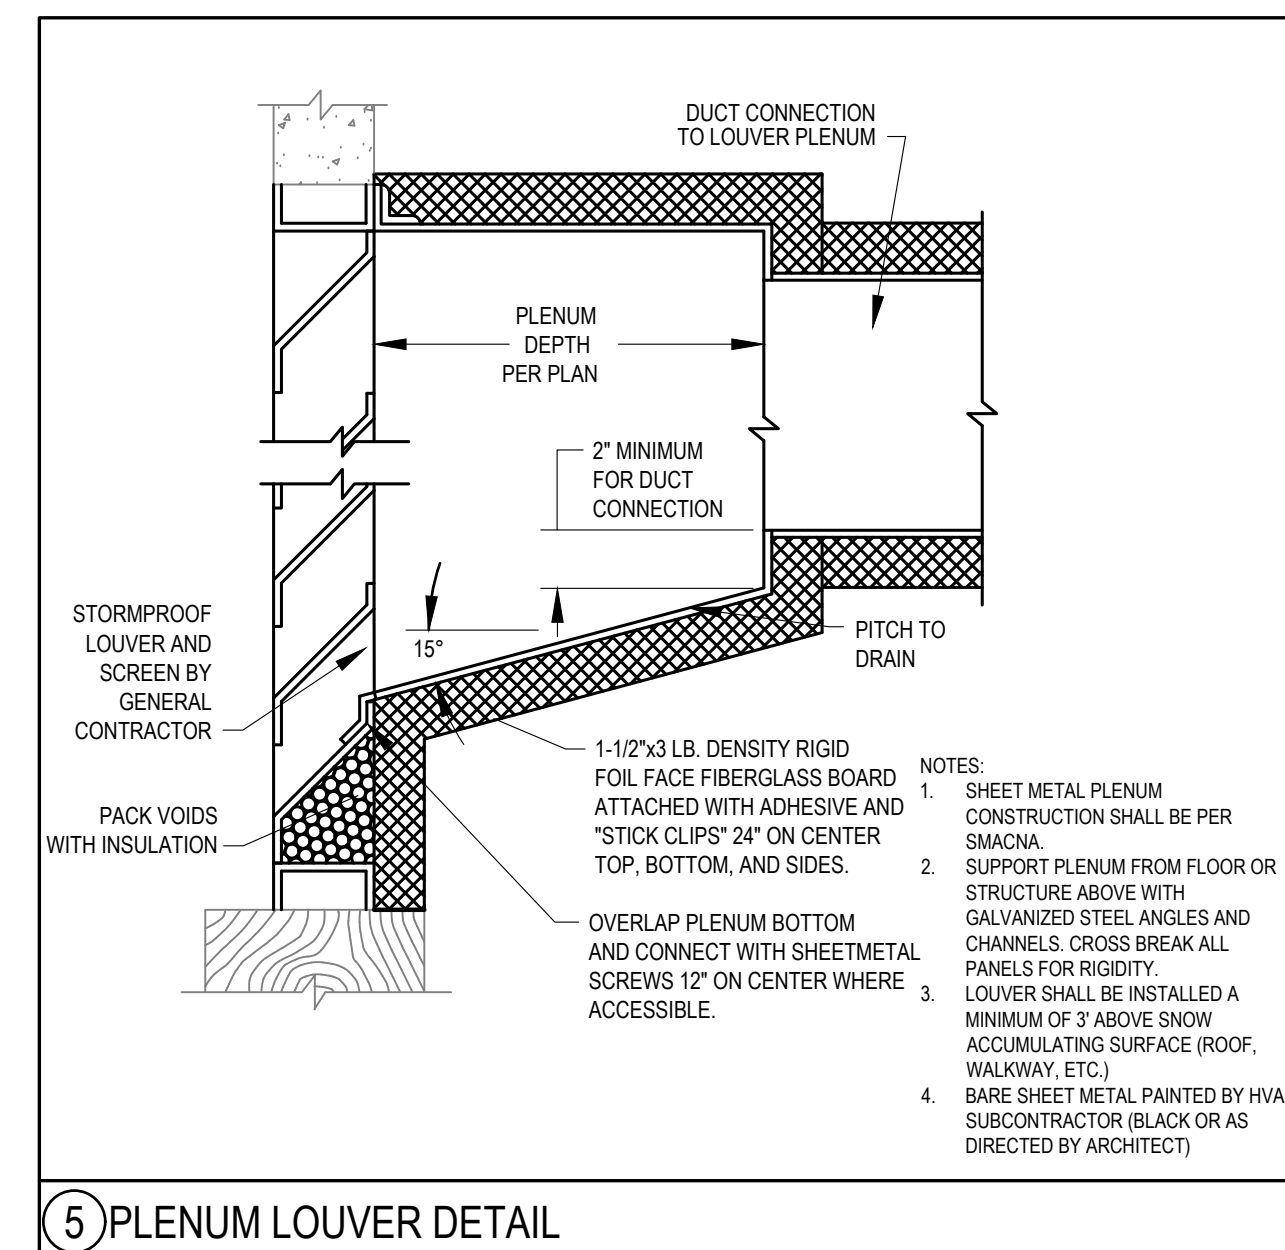 DUCT CONNECTION
TO LOUVER PLENUM
PLENUM
DEPTH
PER PLAN
2" MINIMUM
FOR DUCT
CONNECTION
15°
STORMPROOF
LOUVER AND
SCREEN BY
GENERAL
CONTRACTOR
PITCH TO
DRAIN
PACK VOIDS
WITH INSULATION
1-1/2"x3 LB. DENSITY RIGID
FOIL FACE FIBERGLASS BOARD
ATTACHED WITH ADHESIVE AND
"STICK CLIPS" 24" ON CENTER
TOP, BOTTOM, AND SIDES.
OVERLAP PLENUM BOTTOM
AND CONNECT WITH SHEETMETAL
SCREWS 12" ON CENTER WHERE
ACCESSIBLE.
NOTES:
1. SHEET METAL PLENUM
CONSTRUCTION SHALL BE PER
SMACNA.
2. SUPPORT PLENUM FROM FLOOR OR
STRUCTURE ABOVE WITH
GALVANIZED STEEL ANGLES AND
CHANNELS. CROSS BREAK ALL
PANELS FOR RIGIDITY.
3. LOUVER SHALL BE INSTALLED A
MINIMUM OF 3' ABOVE SNOW
ACCUMULATING SURFACE (ROOF,
WALKWAY, ETC.)
4. BARE SHEET METAL PAINTED BY HVA
SUBCONTRACTOR (BLACK OR AS
DIRECTED BY ARCHITECT)
5 PLENUM LOUVER DETAIL